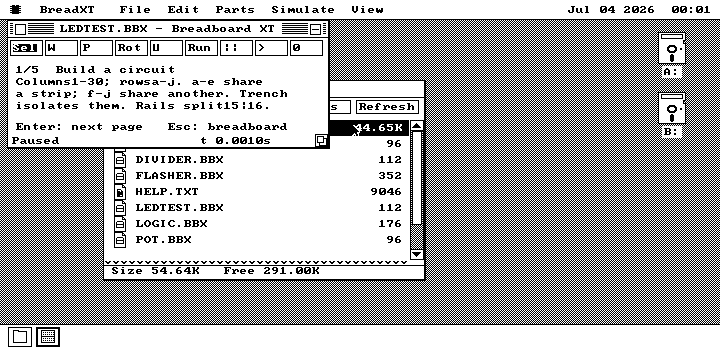 BreadXT File Edit Parts Simulate View Jul 04 2026 00:01
LEDTEST.BBX - Breadboard XT
Sel W P Rot U Run :: > 0
1/5 Build a circuit
Columns1-30; rowsa-j. a-e share
a strip; f-j share another. Trench
isolates them. Rails split15:16.
Enter: next page Esc: breadboard
Paused t 0.0010s
s Refresh
44.65K
96
DIVIDER.BBX 112
FLASHER.BBX 352
HELP.TXT 9046
LEDTEST.BBX 112
LOGIC.BBX 176
POT.BBX 96
Size 54.64K Free 291.00K
A:
B: